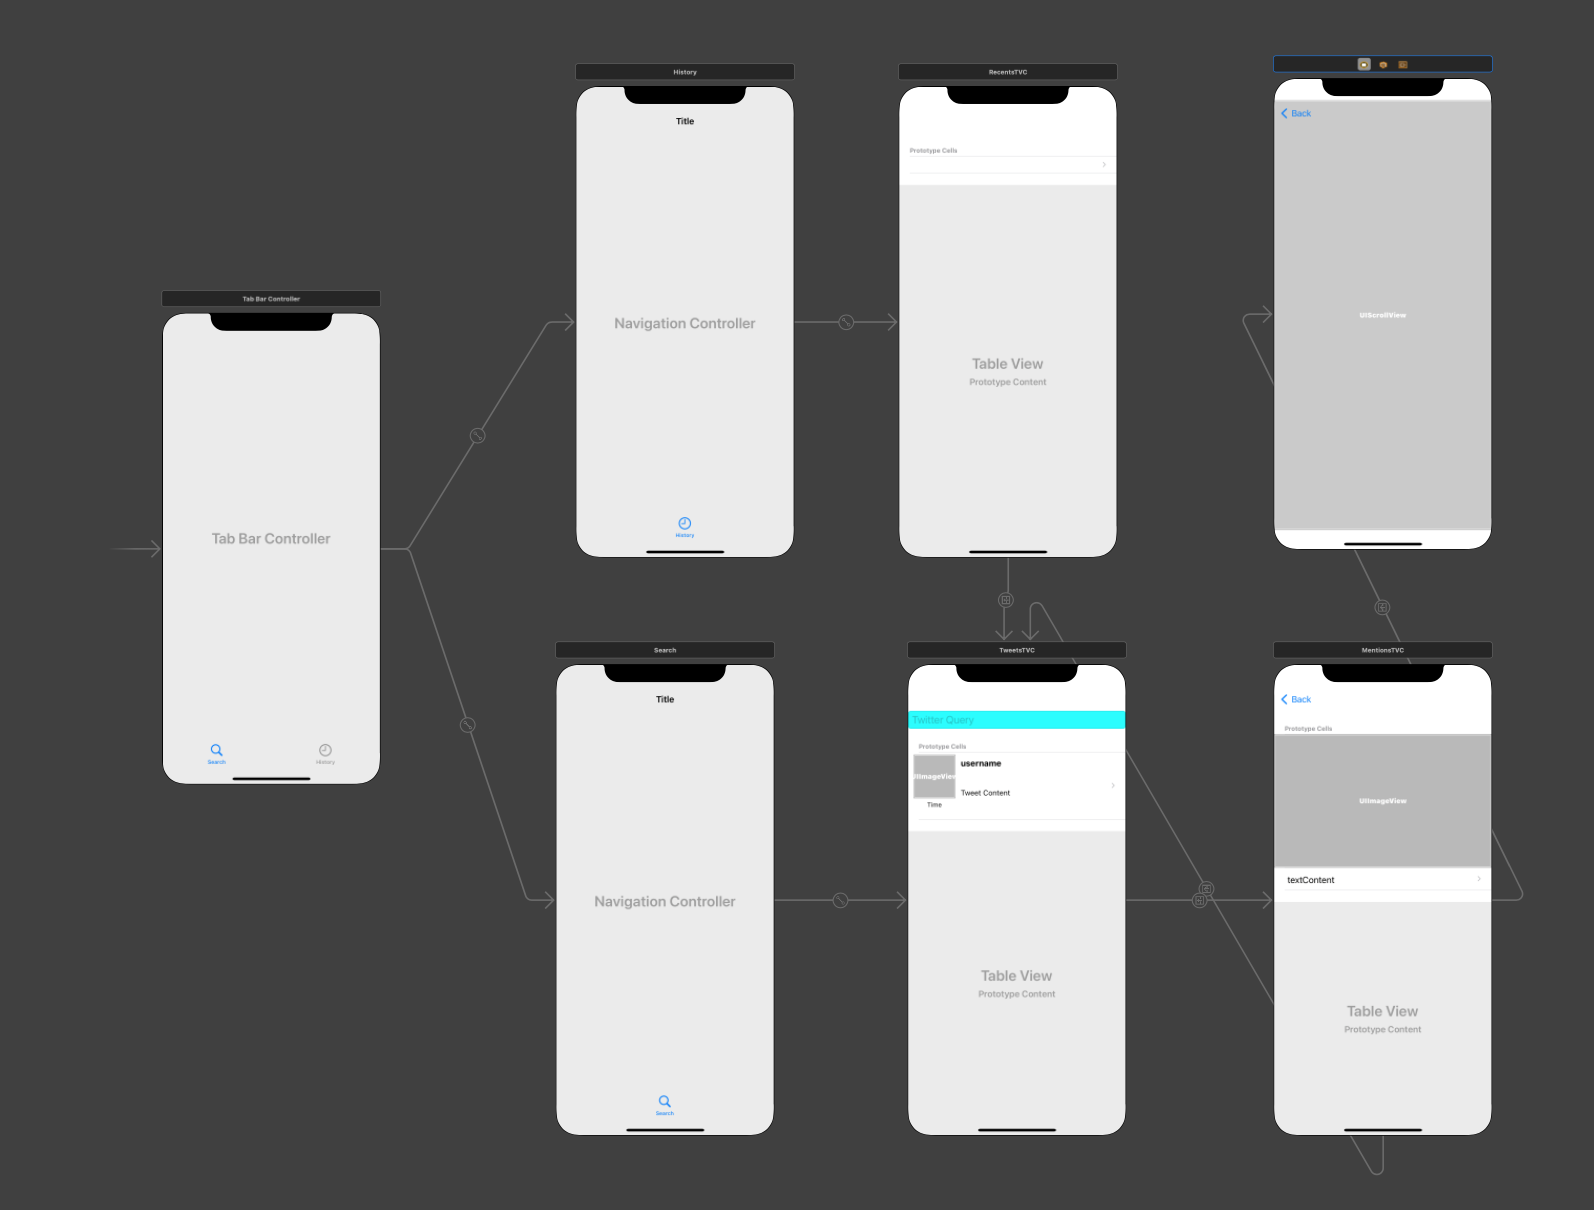 Tab Bar Controller
Tab Bar Controller
Search
History
History
Title
Navigation Controller
History
RecentsTVC
Prototype Cells
Table View
Prototype Content
Back
UIScrollView
Search
Title
Navigation Controller
Search
TweetsTVC
Twitter Query
Prototype Cells
UIImageView
username
Tweet Content
Time
Table View
Prototype Content
MentionsTVC
Back
Prototype Cells
UIImageView
textContent
Table View
Prototype Content